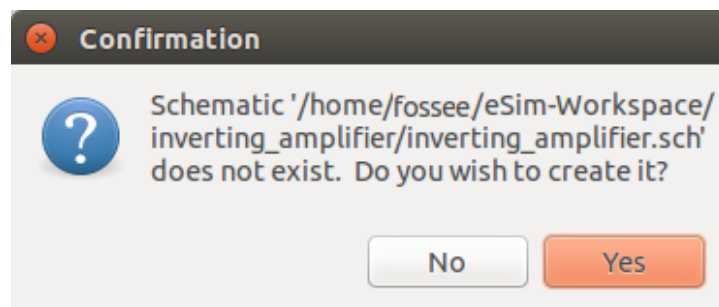 Confirmation
Schematic '/home/fossee/eSim-Workspace/
inverting_amplifier/inverting_amplifier.sch'
does not exist.  Do you wish to create it?
No
Yes